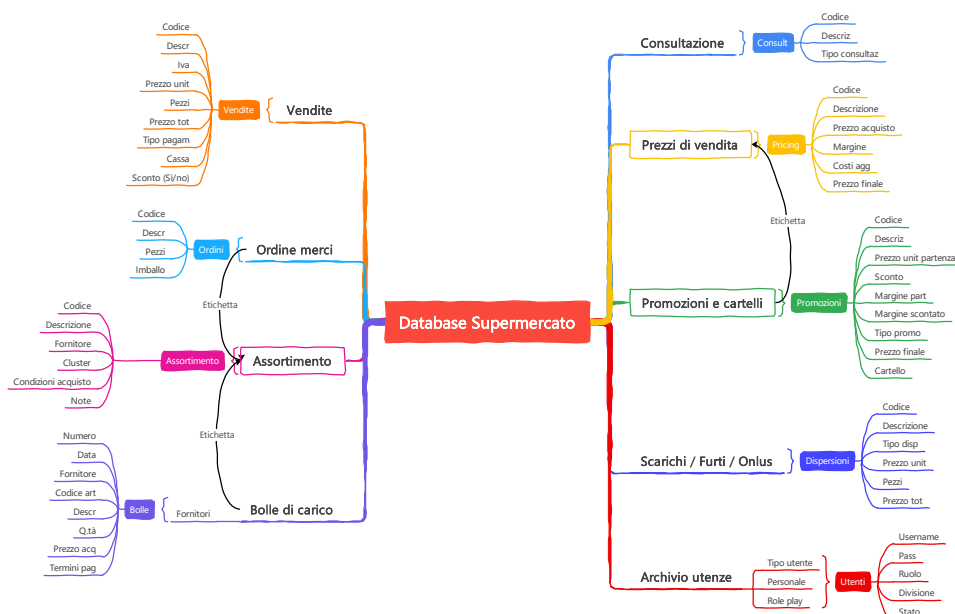 Database Supermercato
Vendite
Vendite
Codice
Descr
Iva
Prezzo unit
Pezzi
Prezzo tot
Tipo pagam
Cassa
Sconto (Si/no)
Ordine merci
Ordini
Codice
Descr
Pezzi
Imballo
Etichetta
Assortimento
Assortimento
Codice
Descrizione
Fornitore
Cluster
Condizioni acquisto
Note
Etichetta
Bolle di carico
Fornitori
Bolle
Numero
Data
Fornitore
Codice art
Descr
Q.tà
Prezzo acq
Termini pag
Consultazione
Consult
Codice
Descriz
Tipo consultaz
Prezzi di vendita
Pricing
Codice
Descrizione
Prezzo acquisto
Margine
Costi agg
Prezzo finale
Etichetta
Promozioni e cartelli
Promozioni
Codice
Descriz
Prezzo unit partenza
Sconto
Margine part
Margine scontato
Tipo promo
Prezzo finale
Cartello
Scarichi / Furti / Onlus
Dispersioni
Codice
Descrizione
Tipo disp
Prezzo unit
Pezzi
Prezzo tot
Archivio utenze
Tipo utente
Personale
Role play
Utenti
Username
Pass
Ruolo
Divisione
Stato